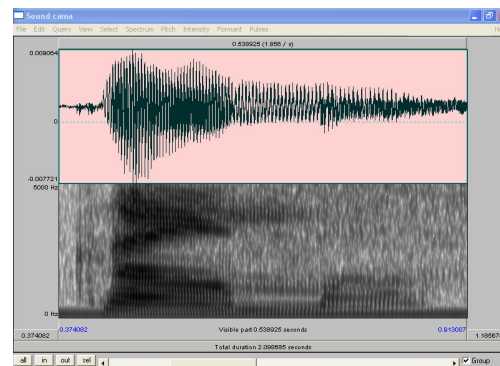 Sound cama
File Edit Query View Select Spectrum Pitch Intensity Formant Pulses
0.538925 (1.856 / s)
0.009064
0
-0.007721
5000 Hz
0 Hz
0.374082
0.374082 Visible part 0.538925 seconds 0.913007
Total duration 2.098685 seconds
all in out sel Group